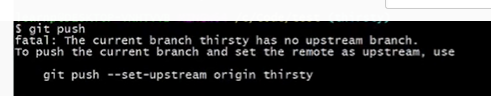 $ git push
fatal: The current branch thirsty has no upstream branch.
To push the current branch and set the remote as upstream, use
git push --set-upstream origin thirsty